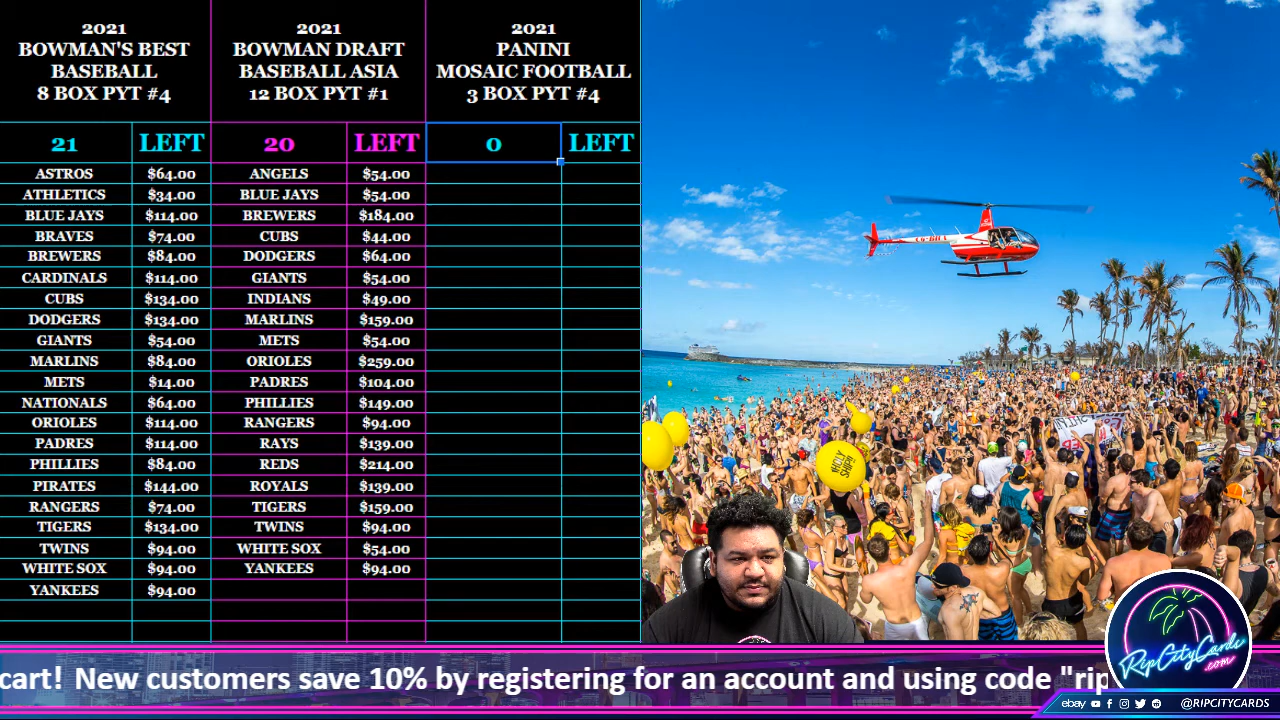 2021
BOWMAN'S BEST
BASEBALL
8 BOX PYT #4
21 LEFT
ASTROS $64.00
ATHLETICS $34.00
BLUE JAYS $114.00
BRAVES $74.00
BREWERS $84.00
CARDINALS $114.00
CUBS $134.00
DODGERS $134.00
GIANTS $54.00
MARLINS $84.00
METS $14.00
NATIONALS $64.00
ORIOLES $114.00
PADRES $114.00
PHILLIES $84.00
PIRATES $144.00
RANGERS $74.00
TIGERS $134.00
TWINS $94.00
WHITE SOX $94.00
YANKEES $94.00
2021
BOWMAN DRAFT
BASEBALL ASIA
12 BOX PYT #1
20 LEFT
ANGELS $54.00
BLUE JAYS $54.00
BREWERS $184.00
CUBS $44.00
DODGERS $64.00
GIANTS $54.00
INDIANS $49.00
MARLINS $159.00
METS $54.00
ORIOLES $259.00
PADRES $104.00
PHILLIES $149.00
RANGERS $94.00
RAYS $139.00
REDS $214.00
ROYALS $139.00
TIGERS $159.00
TWINS $94.00
WHITE SOX $54.00
YANKEES $94.00
2021
PANINI
MOSAIC FOOTBALL
3 BOX PYT #4
0 LEFT
HOLY
SHIP!
cart! New customers save 10% by registering for an account and using code "rip
RipCityCards
.com
ebay @RIPCITYCARDS